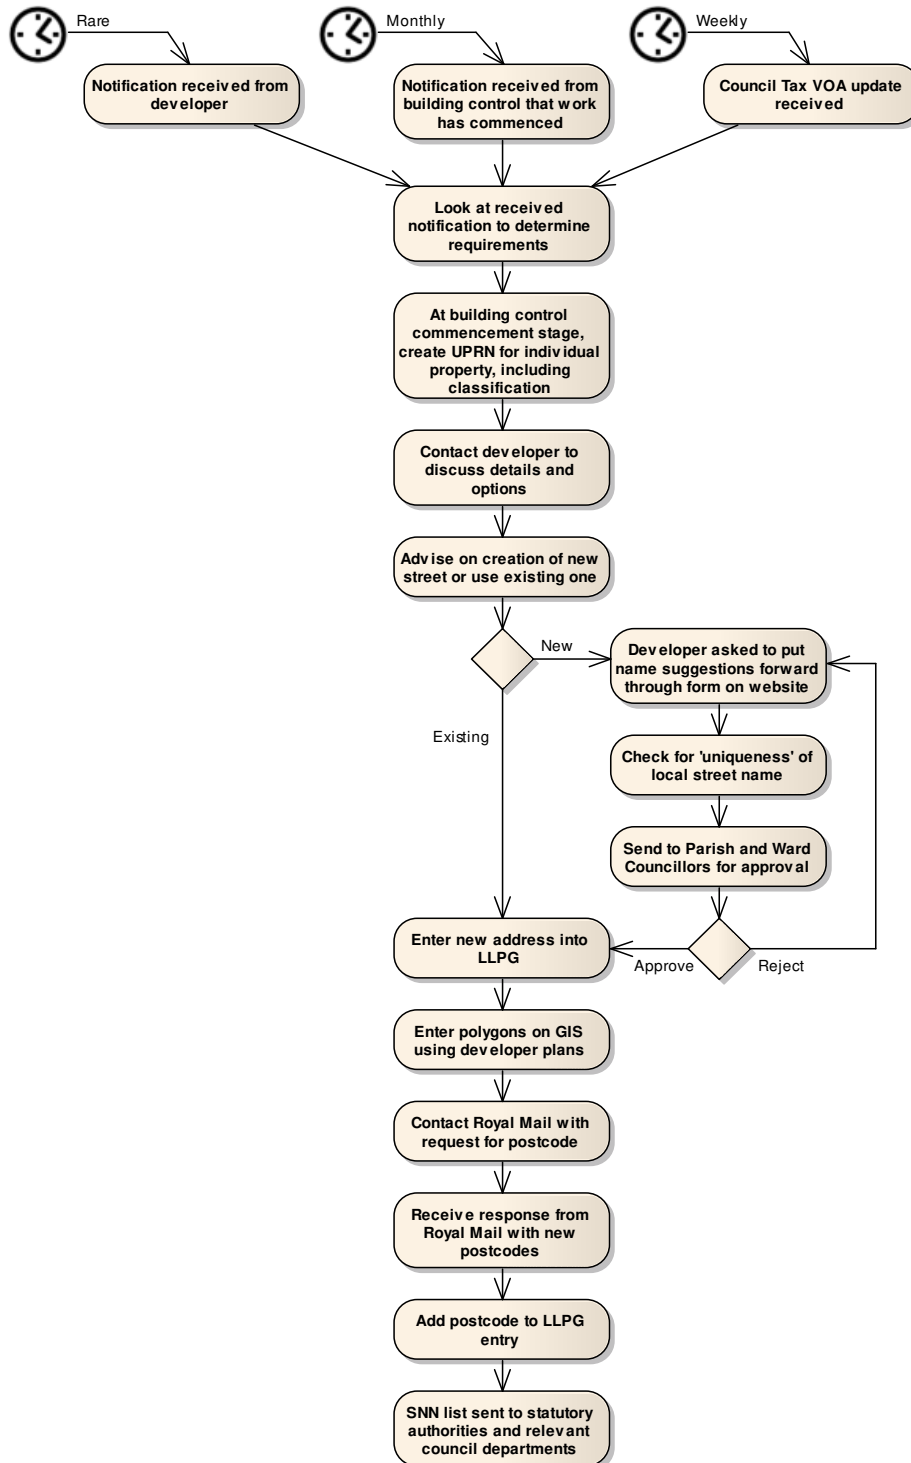 Rare
Monthly
Weekly
Notification received from
developer
Notification received from
building control that work
has commenced
Council Tax VOA update
received
Look at received
notification to determine
requirements
At building control
commencement stage,
create UPRN for individual
property, including
classification
Contact developer to
discuss details and
options
Advise on creation of new
street or use existing one
New
Developer asked to put
name suggestions forward
through form on website
Existing
Check for 'uniqueness' of
local street name
Send to Parish and Ward
Councillors for approval
Approve
Reject
Enter new address into
LLPG
Enter polygons on GIS
using developer plans
Contact Royal Mail with
request for postcode
Receive response from
Royal Mail with new
postcodes
Add postcode to LLPG
entry
SNN list sent to statutory
authorities and relevant
council departments